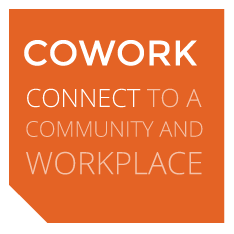 COWORK
CONNECT TO A
COMMUNITY AND
WORKPLACE